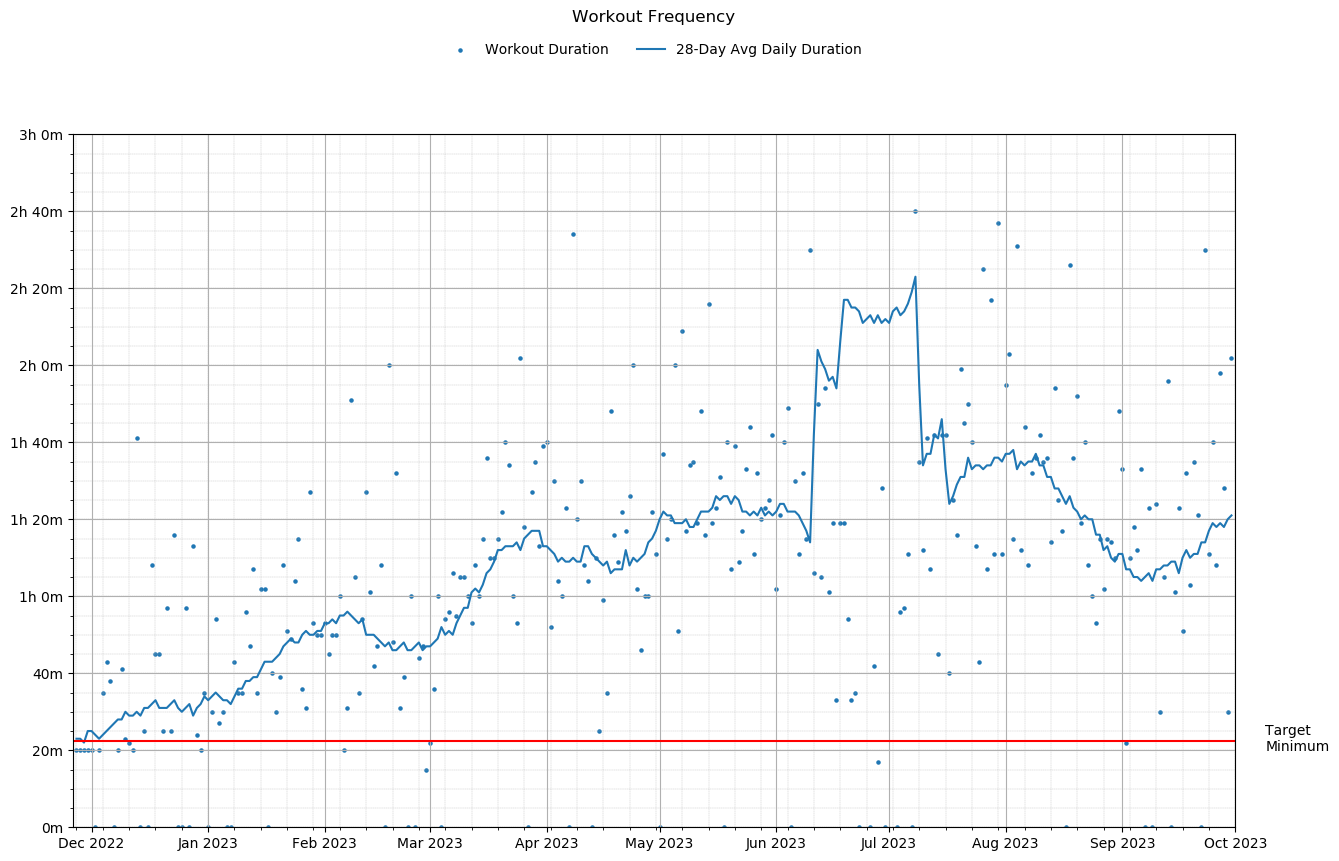 Workout Frequency
Workout Duration
28-Day Avg Daily Duration
3h 0m
2h 40m
2h 20m
2h 0m
1h 40m
1h 20m
1h 0m
40m
20m
0m
Target
Minimum
Dec 2022
Jan 2023
Feb 2023
Mar 2023
Apr 2023
May 2023
Jun 2023
Jul 2023
Aug 2023
Sep 2023
Oct 2023